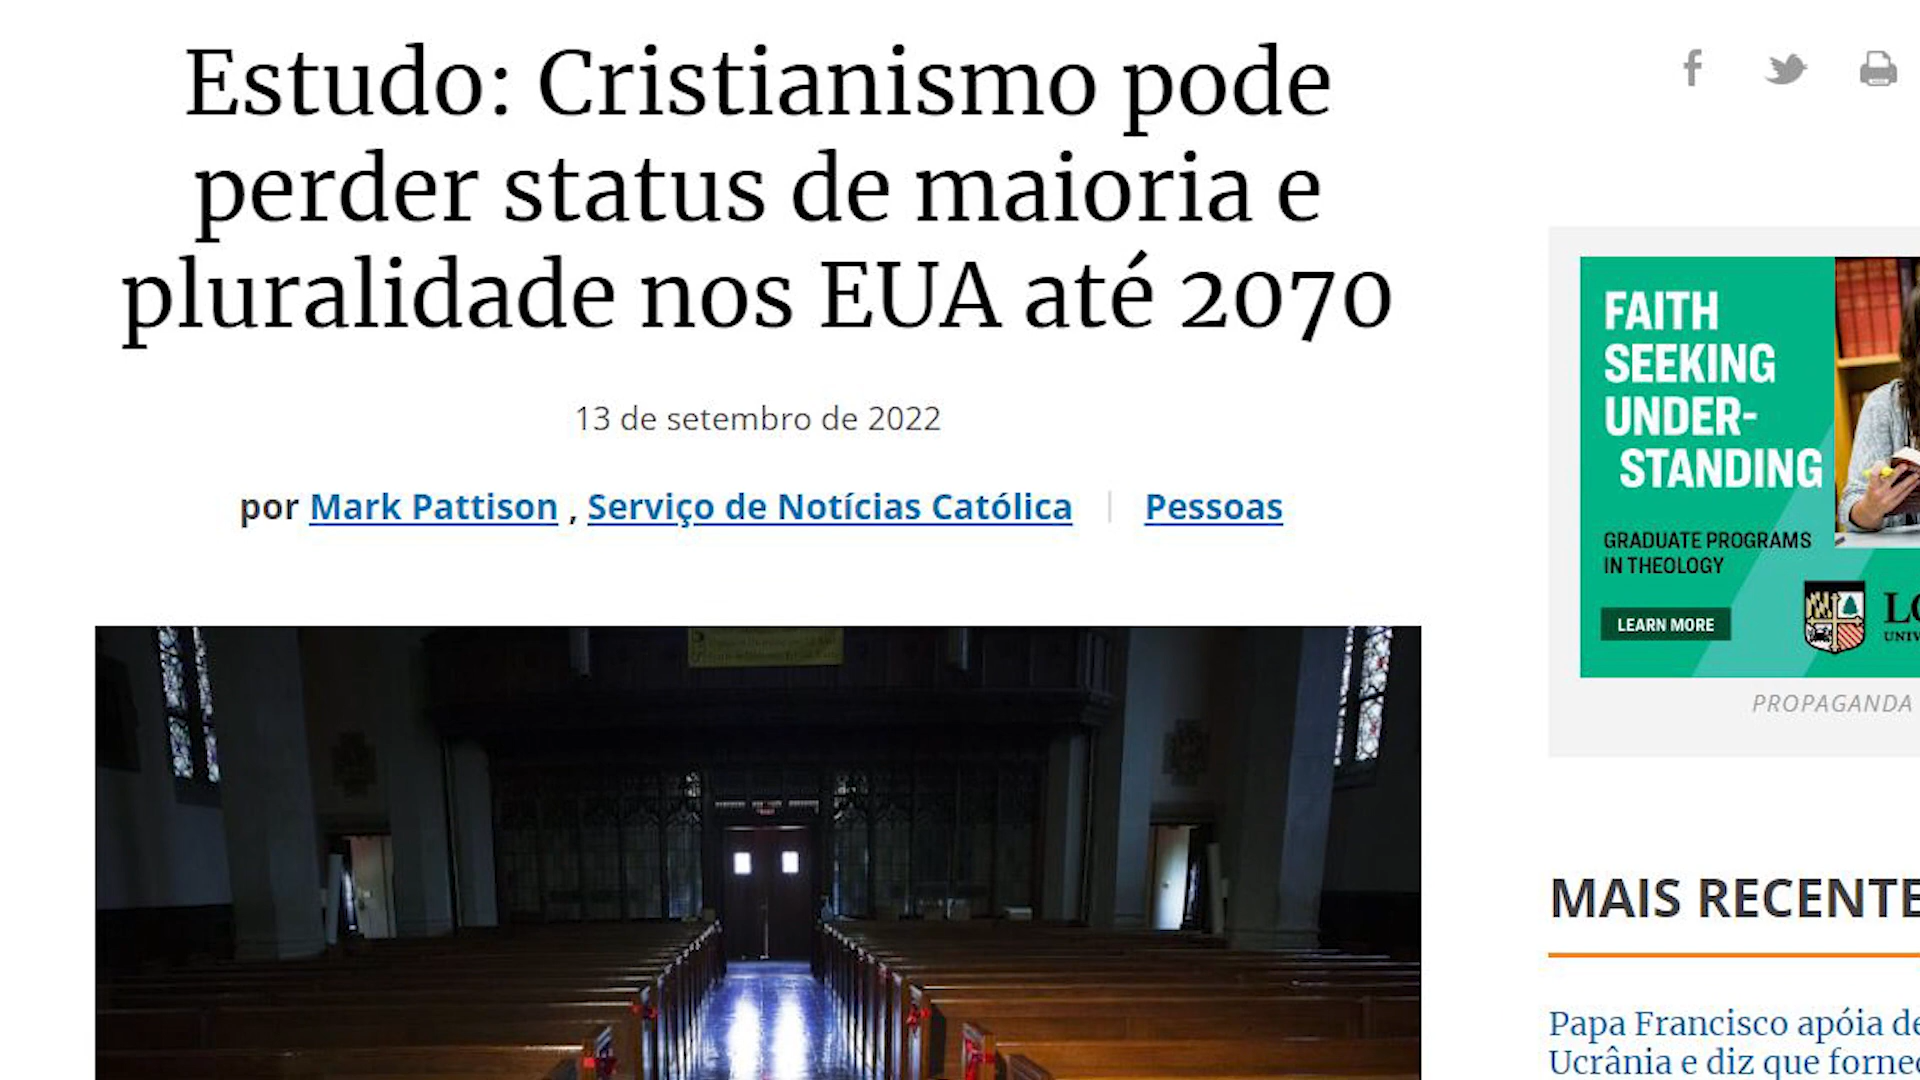 Estudo: Cristianismo pode
perder status de maioria e
pluralidade nos EUA até 2070
13 de setembro de 2022
por Mark Pattison , Serviço de Notícias Católica | Pessoas
FAITH
SEEKING
UNDER-
STANDING
GRADUATE PROGRAMS
IN THEOLOGY
LEARN MORE
PROPAGANDA
MAIS RECENTE
Papa Francisco apóia de
Ucrânia e diz que fornec